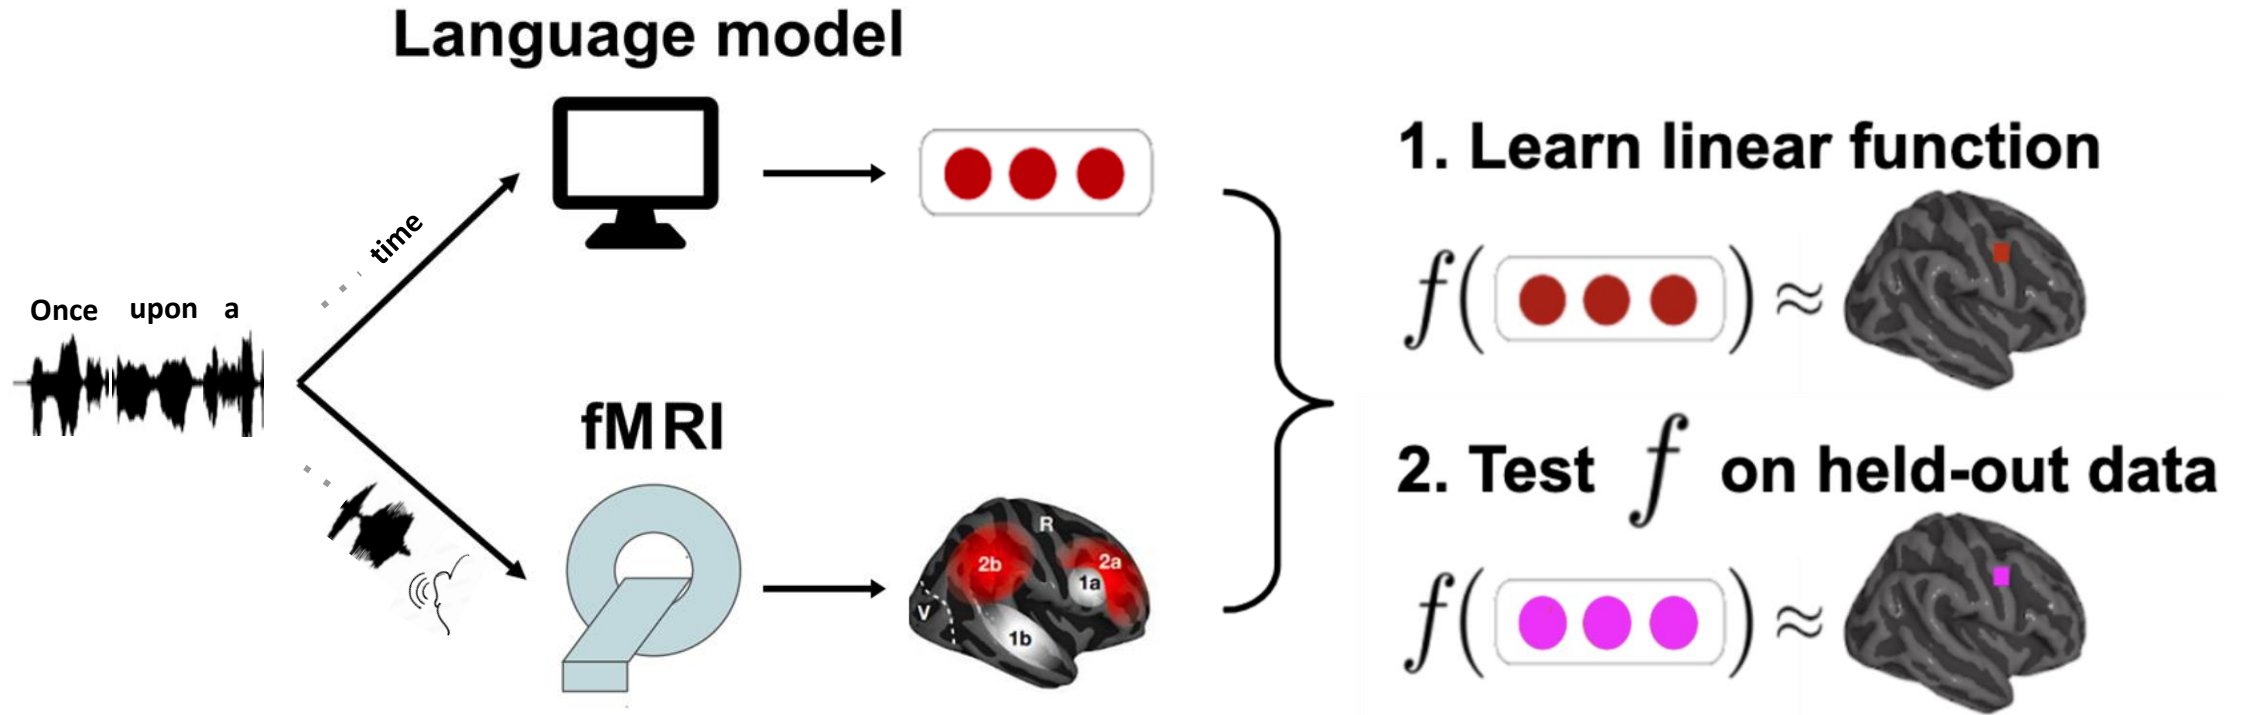 Language model
time
Once upon a
fMRI
R
2b
2a
1a
V
1b
1. Learn linear function
f( ) ≈
2. Test f on held-out data
f( ) ≈